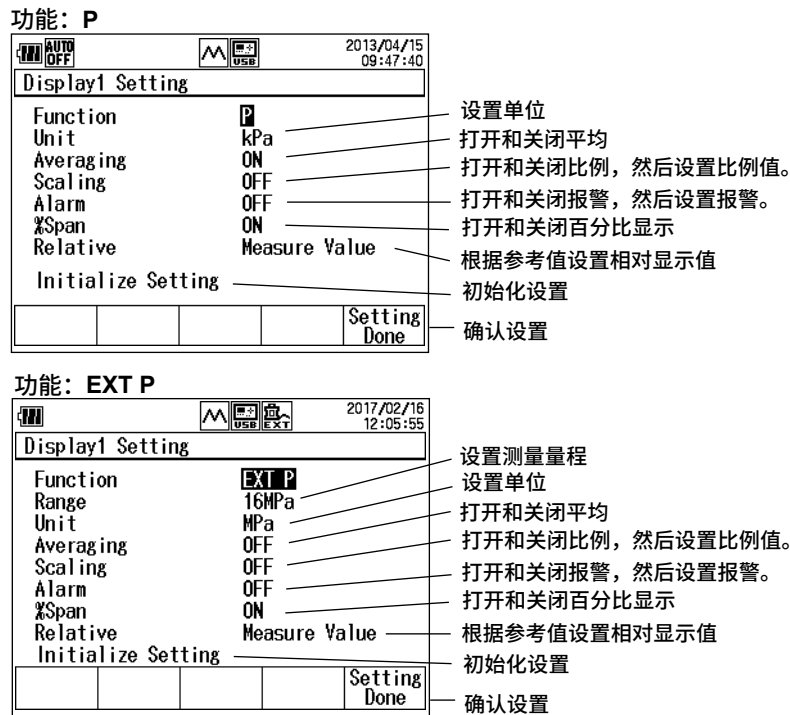 功能：P
AUTO OFF USB 2013/04/15 09:47:40
Display1 Setting
Function P
Unit kPa 设置单位
Averaging ON 打开和关闭平均
Scaling OFF 打开和关闭比例，然后设置比例值。
Alarm OFF 打开和关闭报警，然后设置报警。
%Span ON 打开和关闭百分比显示
Relative Measure Value 根据参考值设置相对显示值
Initialize Setting 初始化设置
Setting Done 确认设置
功能：EXT P
USB EXT 2017/02/16 12:05:55
Display1 Setting
Function EXT P
Range 16MPa 设置测量量程
Unit MPa 设置单位
Averaging OFF 打开和关闭平均
Scaling OFF 打开和关闭比例，然后设置比例值。
Alarm OFF 打开和关闭报警，然后设置报警。
%Span ON 打开和关闭百分比显示
Relative Measure Value 根据参考值设置相对显示值
Initialize Setting 初始化设置
Setting Done 确认设置